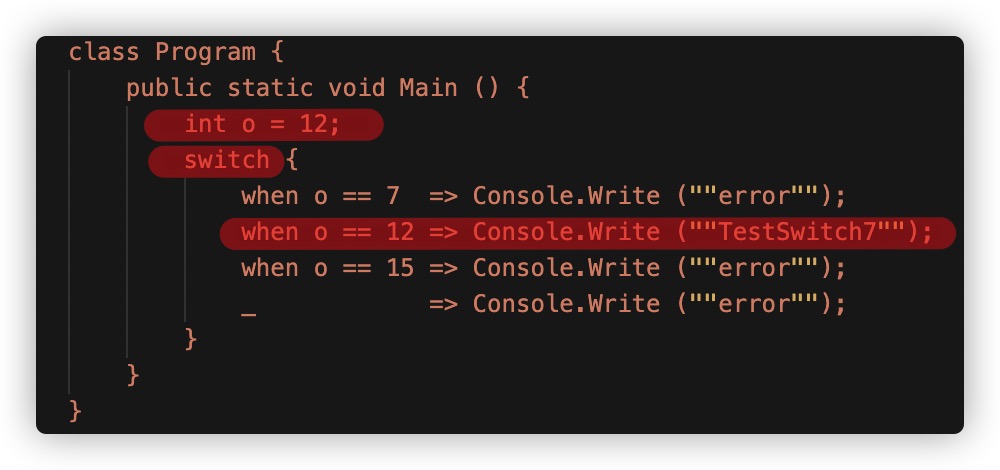 class Program {
    public static void Main () {
        int o = 12;
        switch {
            when o == 7  => Console.Write (""error"");
            when o == 12 => Console.Write (""TestSwitch7"");
            when o == 15 => Console.Write (""error"");
            _            => Console.Write (""error"");
        }
    }
}